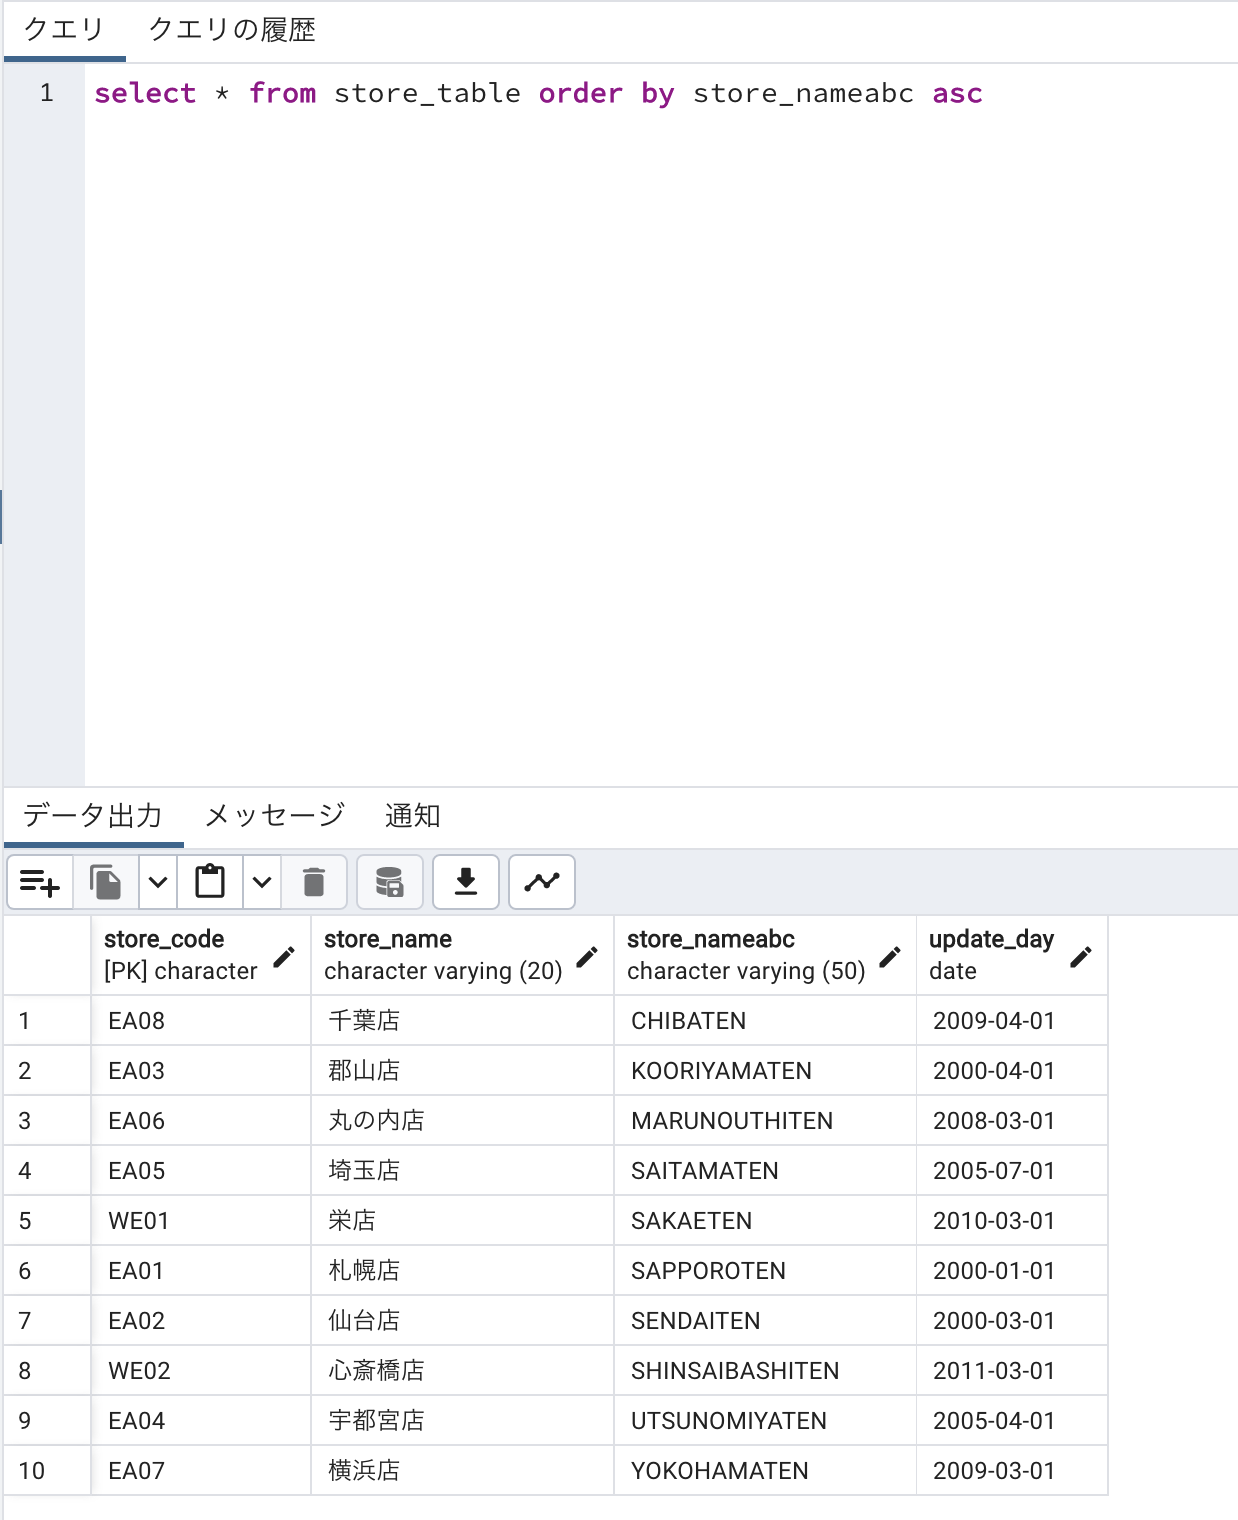 クエリ クエリの履歴
1 select * from store_table order by store_nameabc asc
データ出力 メッセージ 通知
store_code store_name store_nameabc update_day
[PK] character character varying (20) character varying (50) date
1 EA08 千葉店 CHIBATEN 2009-04-01
2 EA03 郡山店 KOORIYAMATEN 2000-04-01
3 EA06 丸の内店 MARUNOUTHITEN 2008-03-01
4 EA05 埼玉店 SAITAMATEN 2005-07-01
5 WE01 栄店 SAKAETEN 2010-03-01
6 EA01 札幌店 SAPPOROTEN 2000-01-01
7 EA02 仙台店 SENDAITEN 2000-03-01
8 WE02 心斎橋店 SHINSAIBASHITEN 2011-03-01
9 EA04 宇都宮店 UTSUNOMIYATEN 2005-04-01
10 EA07 横浜店 YOKOHAMATEN 2009-03-01